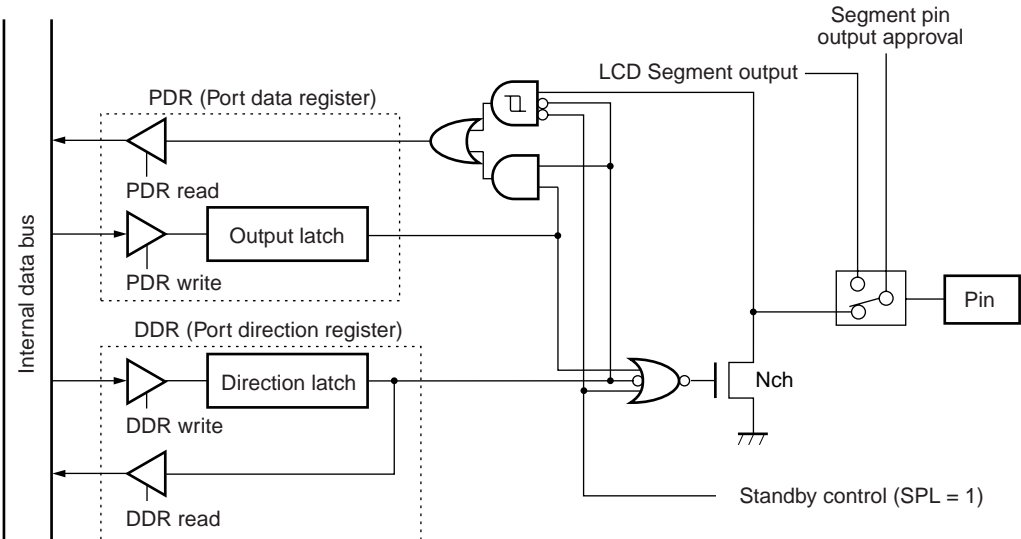 Segment pin
output approval
LCD Segment output
PDR (Port data register)
PDR read
Output latch
PDR write
Internal data bus
Pin
DDR (Port direction register)
Direction latch
Nch
DDR write
Standby control (SPL = 1)
DDR read